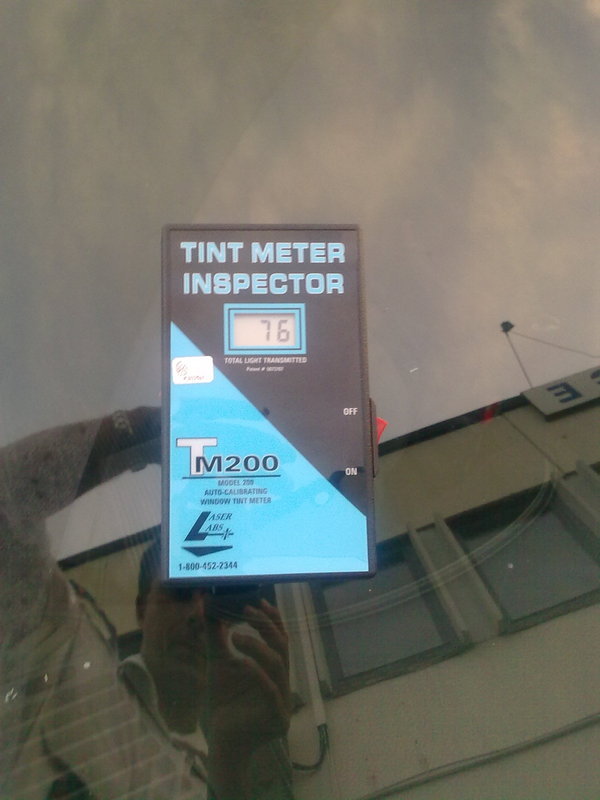 TINT METER
INSPECTOR
76
TOTAL LIGHT TRANSMITTED
OFF
TM200
ON
MODEL 200
AUTO-CALIBRATING
WINDOW TINT METER
LASER
LABS
1-800-452-2344